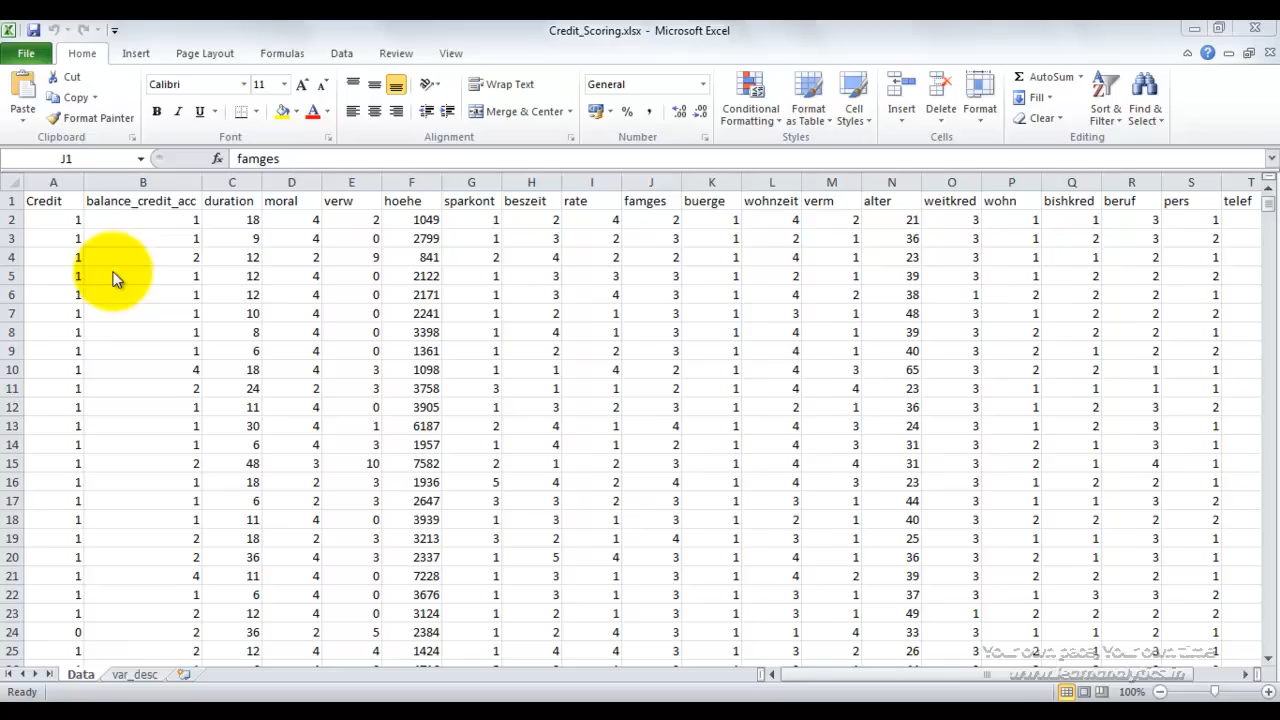 Credit_Scoring.xlsx - Microsoft Excel
File Home Insert Page Layout Formulas Data Review View
Cut Calibri 11 Wrap Text General AutoSum
Copy Fill
Paste Format Painter Merge & Center Conditional Formatting Format as Table Cell Styles Insert Delete Format Clear Sort & Filter Find & Select
Clipboard Font Alignment Number Styles Cells Editing
J1 fx famges
A B C D E F G H I J K L M N O P Q R S T
1 Credit balance_credit_acc duration moral verw hoehe sparkont beszeit rate famges buerge wohnzeit verm alter weitkred wohn bishkred beruf pers telef
2 1 1 18 4 2 1049 1 2 4 2 1 4 2 21 3 1 1 3 1
3 1 1 9 4 0 2799 1 3 2 3 1 2 1 36 3 1 2 3 2
4 1 2 12 2 9 841 2 4 2 2 1 4 1 23 3 1 1 2 1
5 1 1 12 4 0 2122 1 3 3 3 1 2 1 39 3 1 2 2 2
6 1 1 12 4 0 2171 1 3 4 3 1 4 2 38 1 2 2 2 1
7 1 1 10 4 0 2241 1 2 1 3 1 3 1 48 3 1 2 2 2
8 1 1 8 4 0 3398 1 4 1 3 1 4 1 39 3 2 2 2 1
9 1 1 6 4 0 1361 1 2 2 3 1 4 1 40 3 2 1 2 2
10 1 4 18 4 3 1098 1 1 4 2 1 4 3 65 3 2 2 1 1
11 1 2 24 2 3 3758 3 1 1 2 1 4 4 23 3 1 1 1 1
12 1 1 11 4 0 3905 1 3 2 3 1 2 1 36 3 1 2 3 2
13 1 1 30 4 1 6187 2 4 1 4 1 4 3 24 3 1 2 3 1
14 1 1 6 4 3 1957 1 4 1 2 1 4 3 31 3 2 1 3 1
15 1 2 48 3 10 7582 2 1 2 3 1 4 4 31 3 2 1 4 1
16 1 1 18 2 3 1936 5 4 2 4 1 4 3 23 3 1 2 2 1
17 1 1 6 2 3 2647 3 3 2 3 1 3 1 44 3 1 1 3 2
18 1 1 11 4 0 3939 1 3 1 3 1 2 1 40 3 2 2 2 2
19 1 2 18 2 3 3213 3 2 1 4 1 3 1 25 3 1 1 3 1
20 1 2 36 4 3 2337 1 5 4 3 1 4 1 36 3 2 1 3 1
21 1 4 11 4 0 7228 1 3 1 3 1 4 2 39 3 2 2 2 1
22 1 1 6 4 0 3676 1 3 1 3 1 3 1 37 3 1 3 3 2
23 1 2 12 4 0 3124 1 2 1 3 1 3 1 49 1 2 2 2 2
24 0 2 36 2 5 2384 1 2 4 3 1 1 4 33 3 1 1 2 1
25 1 2 12 4 4 1424 1 4 4 3 1 3 2 26 3 1 1
Your own pace, Your own time
www.learnanalytics.in
Data var_desc
Ready 100%